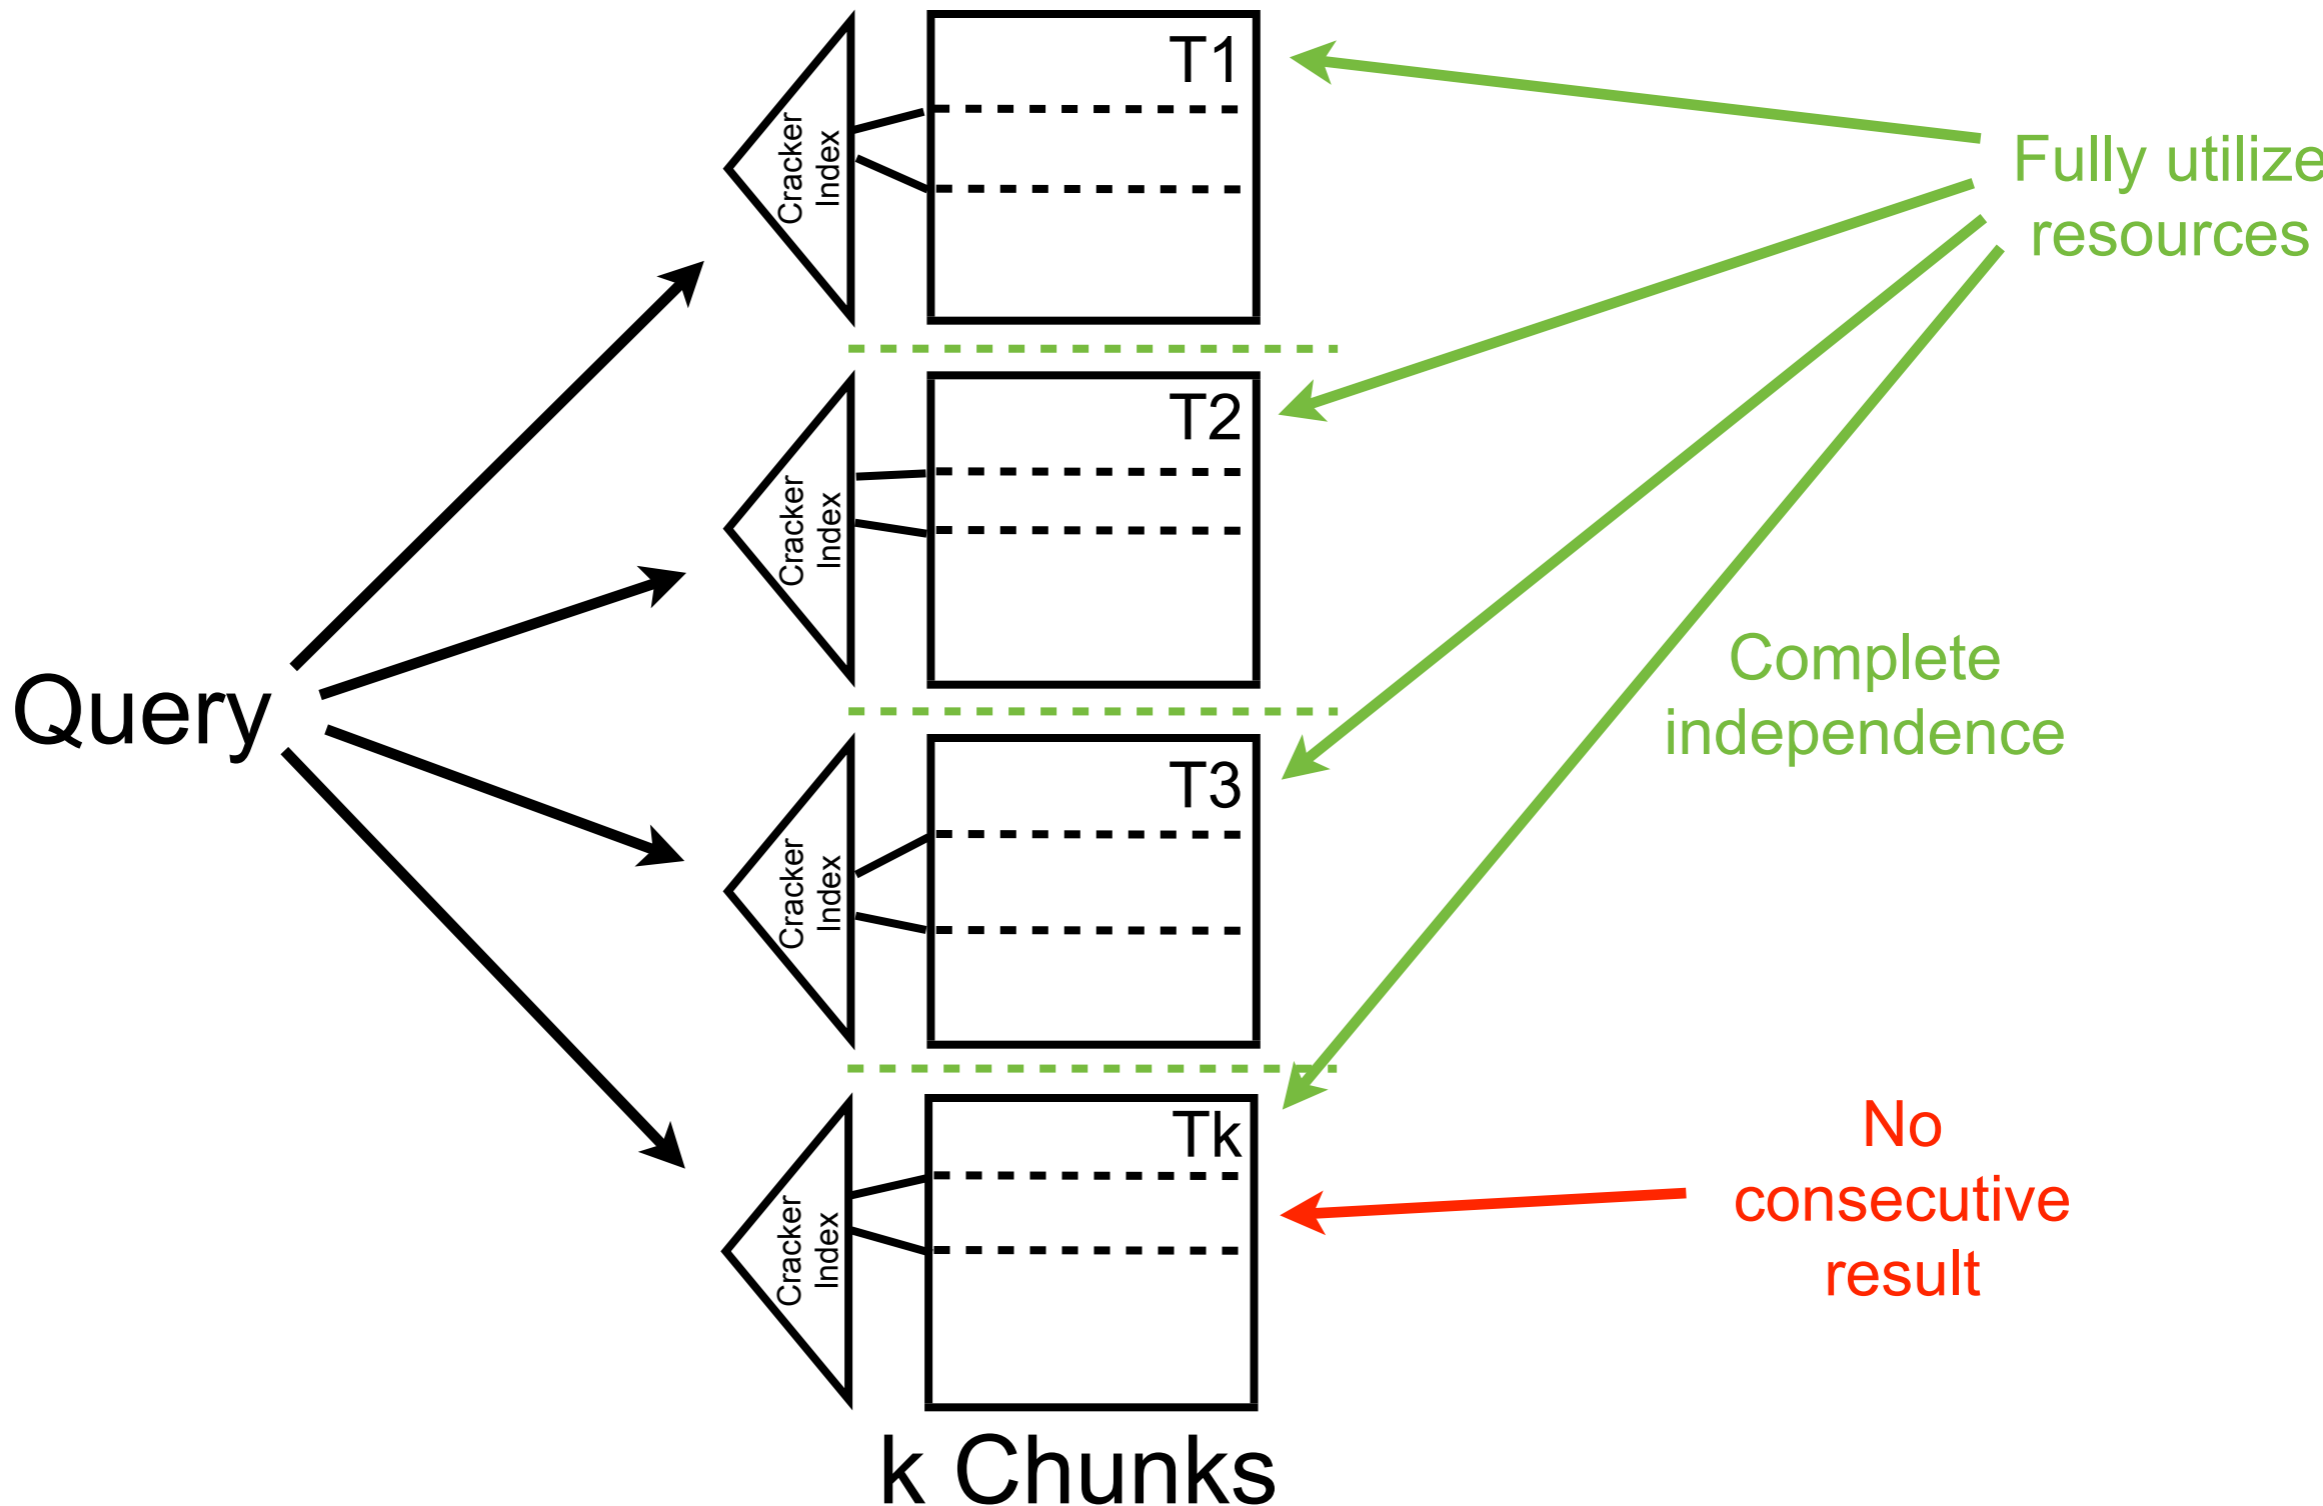 T1
Cracker
Index
Fully utilize
resources
T2
Cracker
Index
Query
Complete
independence
T3
Cracker
Index
Tk
Cracker
Index
No
consecutive
result
k Chunks